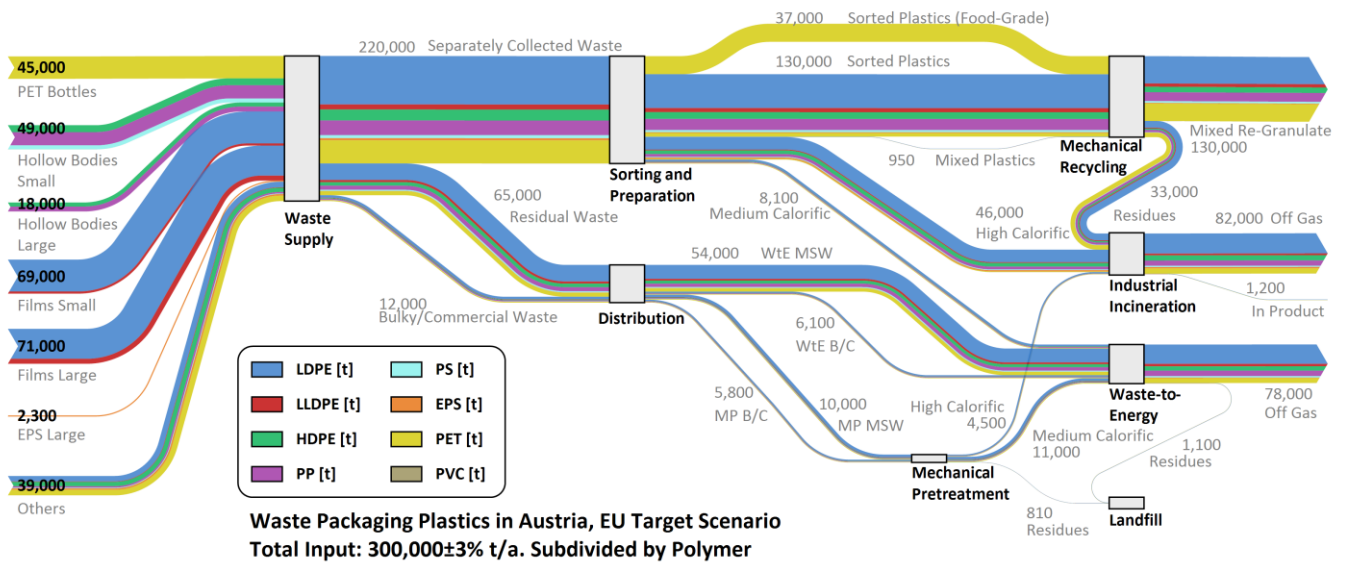 37,000 Sorted Plastics (Food-Grade)
220,000 Separately Collected Waste
130,000 Sorted Plastics
45,000
PET Bottles
49,000
Hollow Bodies
Small
18,000
Hollow Bodies
Large
69,000
Films Small
71,000
Films Large
2,300
EPS Large
39,000
Others
Waste
Supply
Sorting and
Preparation
950 Mixed Plastics
Mechanical
Recycling
Mixed Re-Granulate
130,000
65,000
Residual Waste
8,100
Medium Calorific
46,000
High Calorific
33,000
Residues
82,000 Off Gas
54,000 WtE MSW
12,000
Bulky/Commercial Waste
Distribution
Industrial
Incineration
1,200
In Product
6,100
WtE B/C
5,800
MP B/C
10,000
MP MSW
High Calorific
4,500
Waste-to-
Energy
78,000
Off Gas
Medium Calorific
11,000
1,100
Residues
Mechanical
Pretreatment
810
Residues
Landfill
LDPE [t]
PS [t]
LLDPE [t]
EPS [t]
HDPE [t]
PET [t]
PP [t]
PVC [t]
Waste Packaging Plastics in Austria, EU Target Scenario
Total Input: 300,000±3% t/a. Subdivided by Polymer